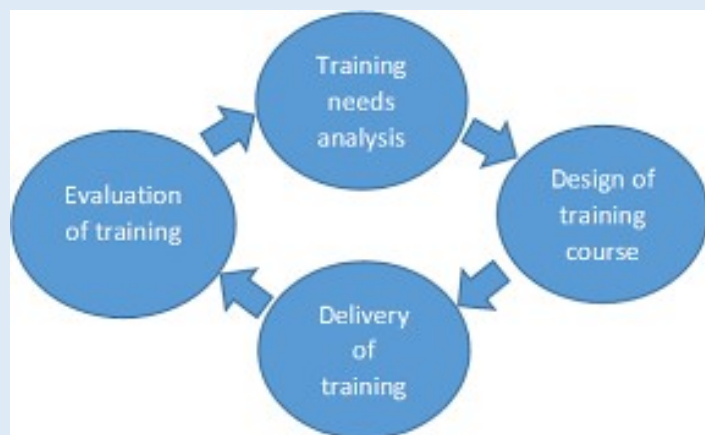 Training
needs
analysis
Design of
training
course
Delivery
of
training
Evaluation
of training